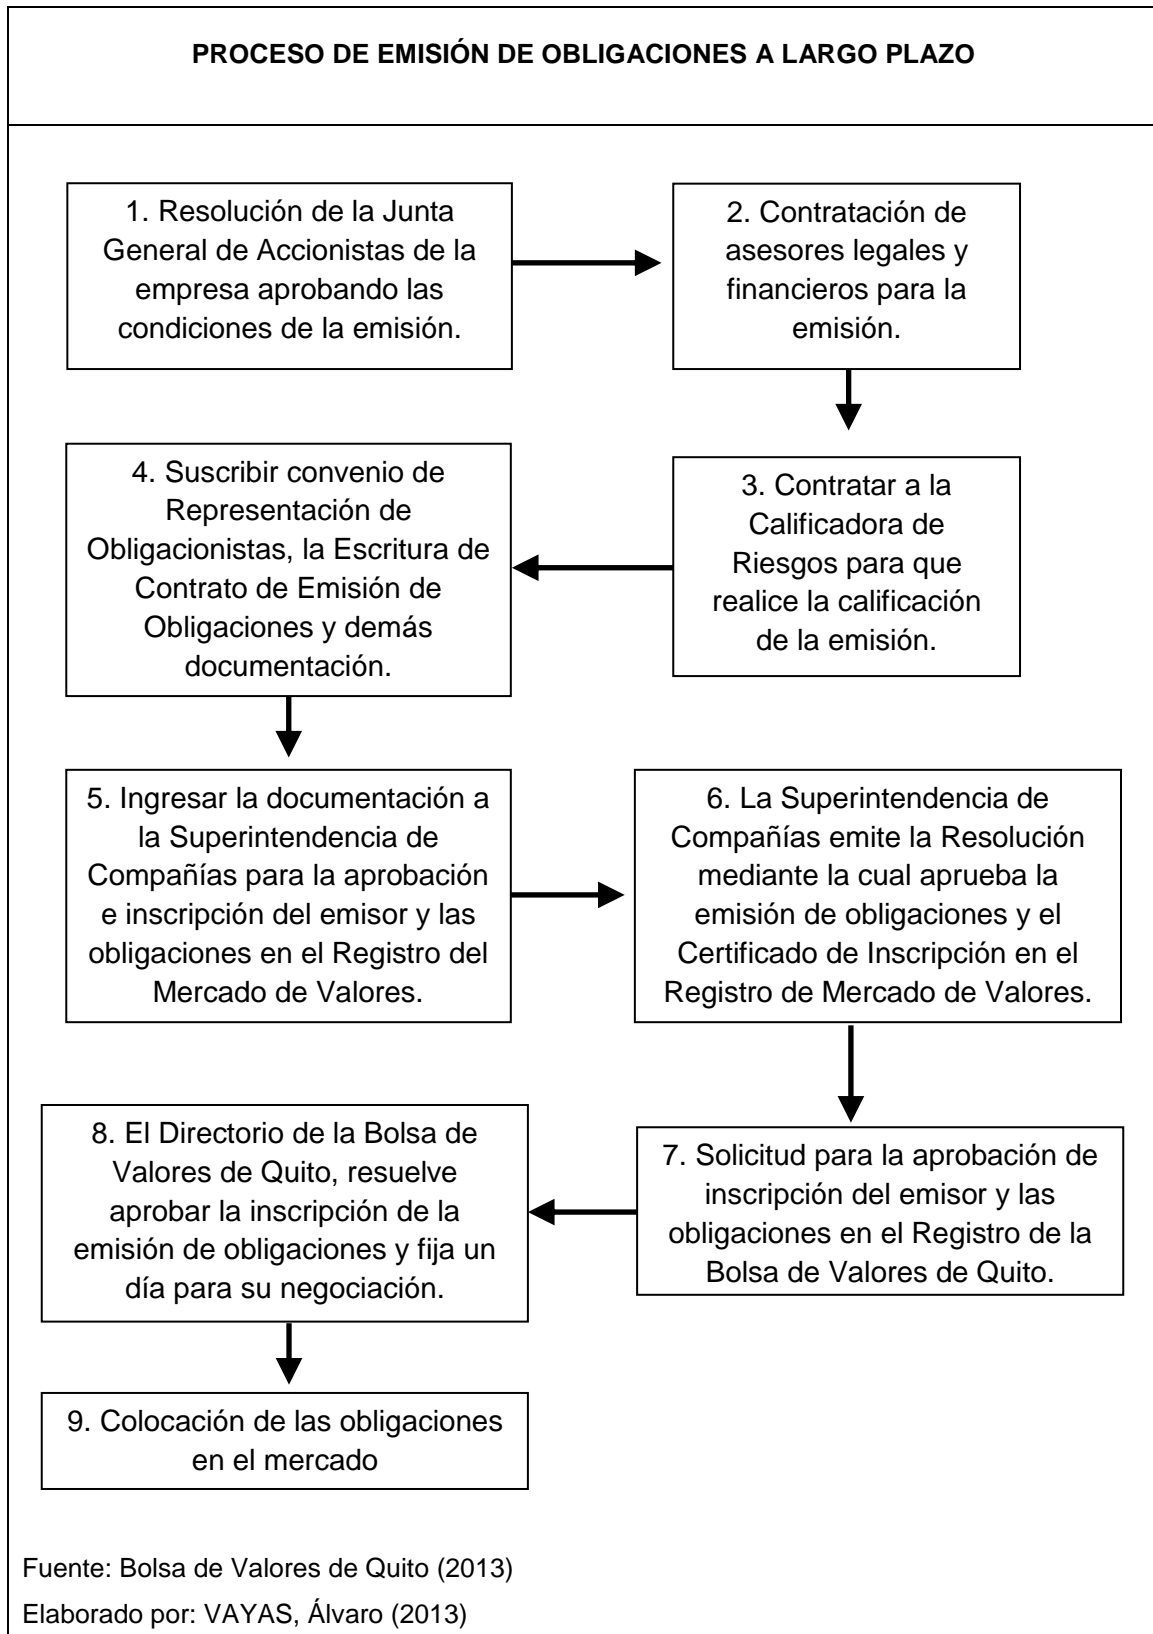 PROCESO DE EMISIÓN DE OBLIGACIONES A LARGO PLAZO
1. Resolución de la Junta
General de Accionistas de la
empresa aprobando las
condiciones de la emisión.
2. Contratación de
asesores legales y
financieros para la
emisión.
3. Contratar a la
Calificadora de
Riesgos para que
realice la calificación
de la emisión.
4. Suscribir convenio de
Representación de
Obligacionistas, la Escritura de
Contrato de Emisión de
Obligaciones y demás
documentación.
5. Ingresar la documentación a
la Superintendencia de
Compañías para la aprobación
e inscripción del emisor y las
obligaciones en el Registro del
Mercado de Valores.
6. La Superintendencia de
Compañías emite la Resolución
mediante la cual aprueba la
emisión de obligaciones y el
Certificado de Inscripción en el
Registro de Mercado de Valores.
7. Solicitud para la aprobación de
inscripción del emisor y las
obligaciones en el Registro de la
Bolsa de Valores de Quito.
8. El Directorio de la Bolsa de
Valores de Quito, resuelve
aprobar la inscripción de la
emisión de obligaciones y fija un
día para su negociación.
9. Colocación de las obligaciones
en el mercado
Fuente: Bolsa de Valores de Quito (2013)
Elaborado por: VAYAS, Álvaro (2013)